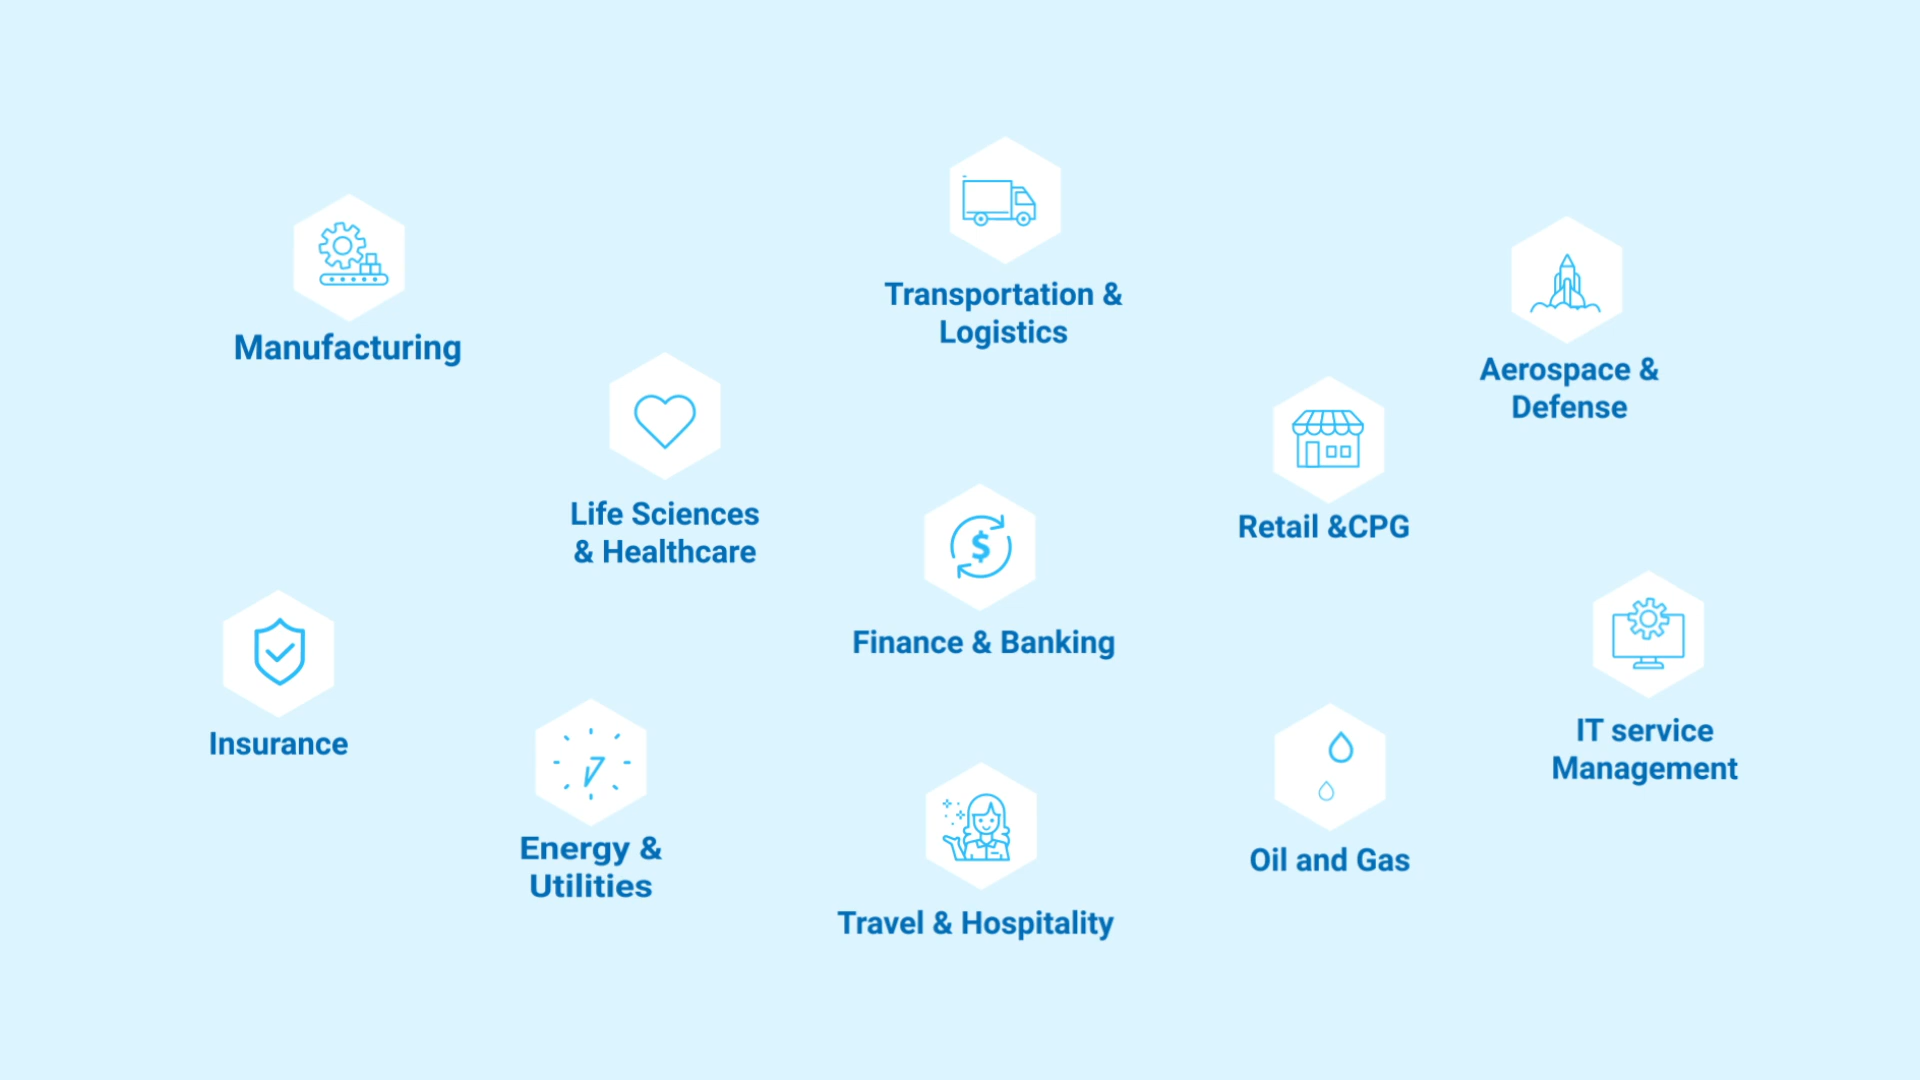 Manufacturing
Transportation &
Logistics
Aerospace &
Defense
Life Sciences
& Healthcare
Retail &CPG
Finance & Banking
Insurance
IT service
Management
Energy &
Utilities
Oil and Gas
Travel & Hospitality